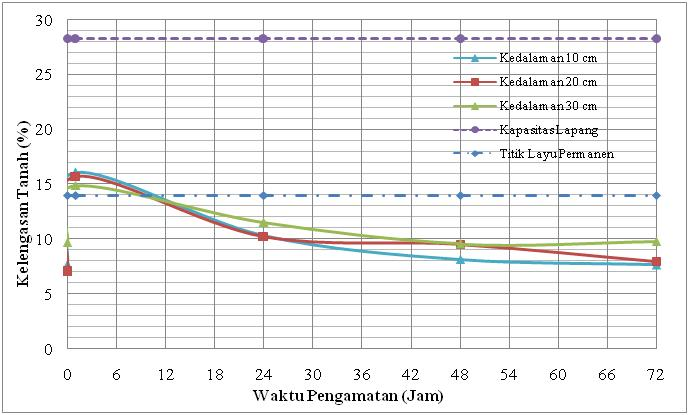 30
25
20
15
10
5
0
Kelengasan Tanah (%)
Kedalaman 10 cm
Kedalaman 20 cm
Kedalaman 30 cm
Kapasitas Lapang
Titik Layu Permanen
0 6 12 18 24 30 36 42 48 54 60 66 72
Waktu Pengamatan (Jam)